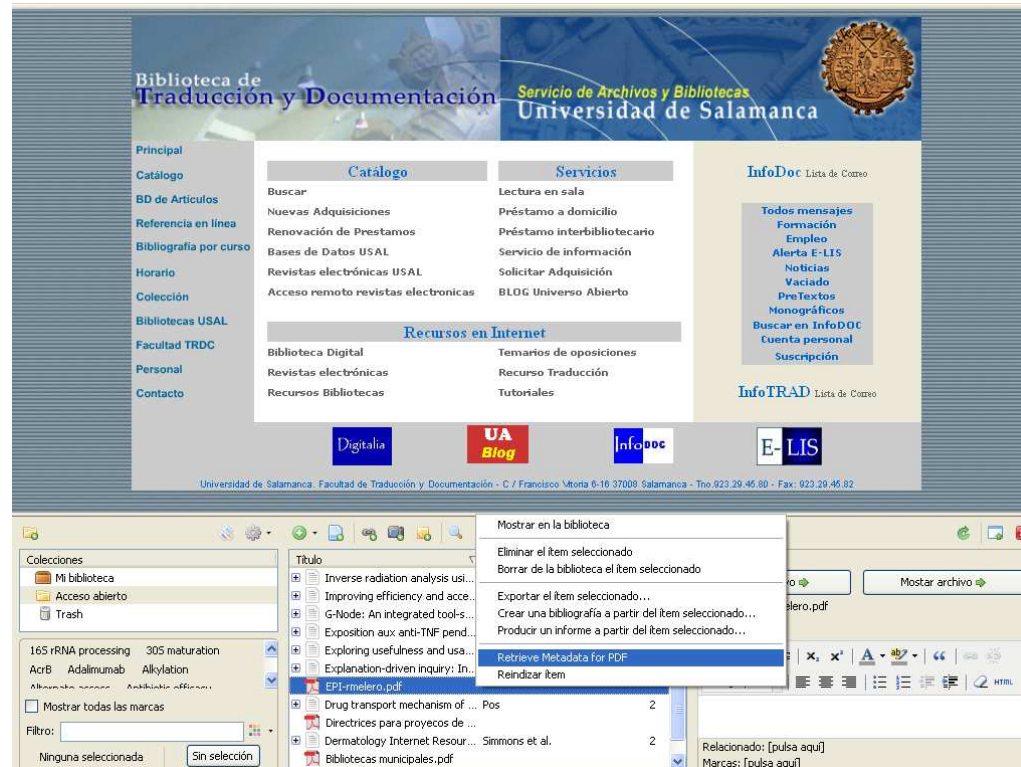 Biblioteca de
Traducción y Documentación
Servicio de Archivos y Bibliotecas
Universidad de Salamanca
Principal
Catálogo
BD de Artículos
Referencia en línea
Bibliografía por curso
Horario
Colección
Bibliotecas USAL
Facultad TRDC
Personal
Contacto
Catálogo
Buscar
Nuevas Adquisiciones
Renovación de Prestamos
Bases de Datos USAL
Revistas electrónicas USAL
Acceso remoto revistas electronicas
Servicios
Lectura en sala
Préstamo a domicilio
Préstamo interbibliotecario
Servicio de información
Solicitar Adquisición
BLOG Universo Abierto
Recursos en Internet
Biblioteca Digital
Revistas electrónicas
Recursos Bibliotecas
Temarios de oposiciones
Recurso Traducción
Tutoriales
InfoDoc Lista de Correo
Todos mensajes
Formación
Empleo
Alerta E-LIS
Noticias
Vaciado
PreTextos
Monográficos
Buscar en InfoDOC
Cuenta personal
Suscripción
InfoTRAD Lista de Correo
Digitalia
UA
Blog
InfoDOC
E-LIS
Universidad de Salamanca. Facultad de Traducción y Documentación - C / Francisco Vitoria 6-16 37008 Salamanca - Tno.923.29.45.80 - Fax: 923.29.45.82
Colecciones
Mi biblioteca
Acceso abierto
Trash
16S rRNA processing 30S maturation
AcrB Adalimumab Alkylation
Alternate access Antibiotic efficacy
Mostrar todas las marcas
Filtro:
Ninguna seleccionada
Sin selección
Título
Inverse radiation analysis usi...
Improving efficiency and acce...
G-Node: An integrated tool-s...
Exposition aux anti-TNF pend...
Exploring usefulness and usa...
Explanation-driven inquiry: In...
EPI-rmelero.pdf
Drug transport mechanism of ... Pos 2
Directrices para proyecos de ...
Dermatology Internet Resour... Simmons et al. 2
Bibliotecas municipales.pdf
Mostrar en la biblioteca
Eliminar el ítem seleccionado
Borrar de la biblioteca el ítem seleccionado
Exportar el ítem seleccionado...
Crear una bibliografía a partir del ítem seleccionado...
Producir un informe a partir del ítem seleccionado...
Retrieve Metadata for PDF
Reindizar ítem
Mostar archivo
elero.pdf
HTML
Relacionado: [pulsa aquí]
Marcas: [pulsa aquí]